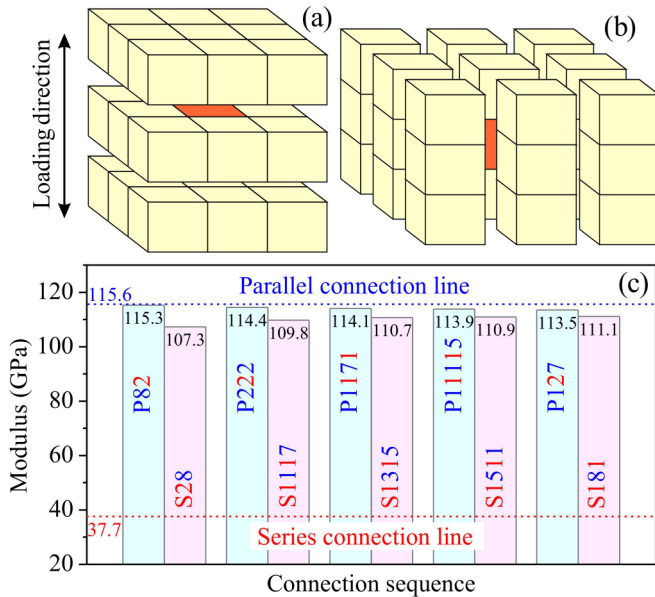 (a)
(b)
Loading direction
(c)
Parallel connection line
115.6
120
100
80
60
40
20
37.7
Modulus (GPa)
115.3
107.3
114.4
109.8
114.1
110.7
113.9
110.9
113.5
111.1
P82
S28
P222
S1117
P1171
S1315
P11115
S1511
P127
S181
Series connection line
Connection sequence